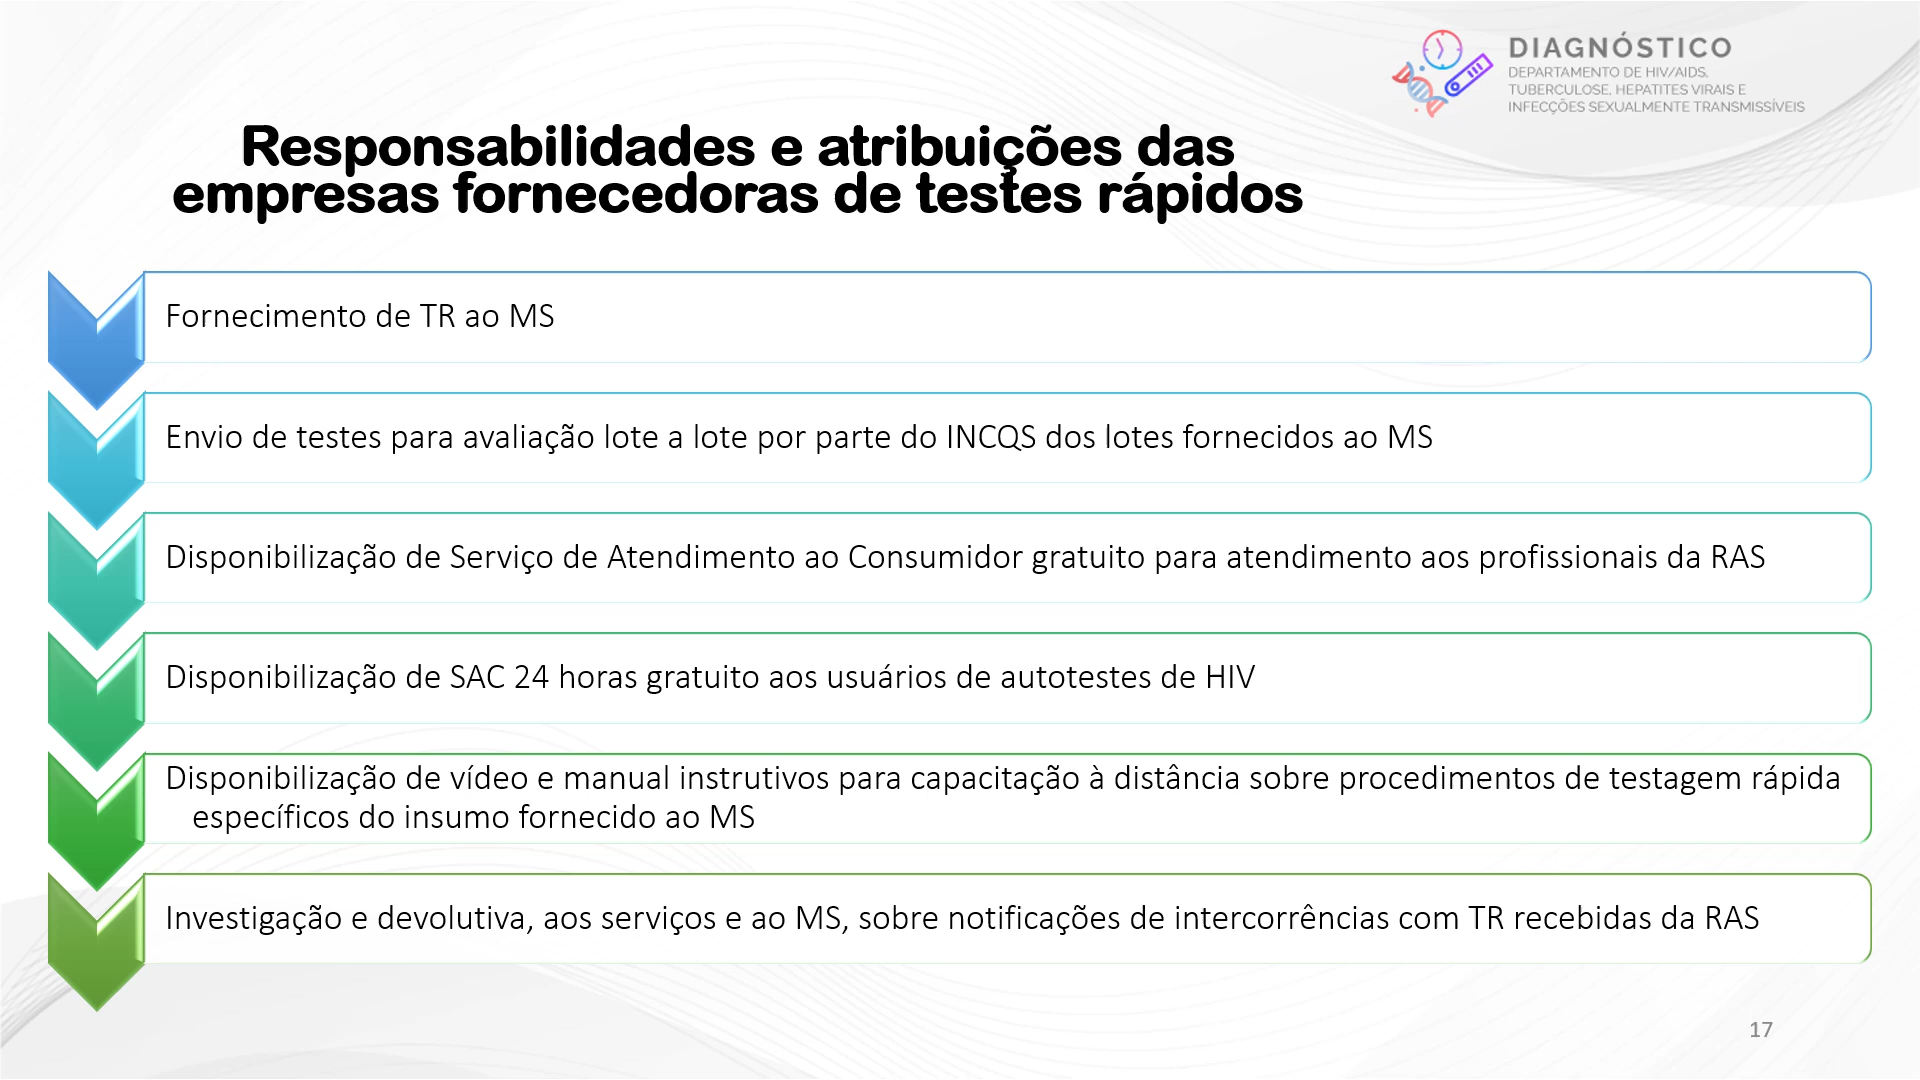 DIAGNÓSTICO
DEPARTAMENTO DE HIV/AIDS,
TUBERCULOSE, HEPATITES VIRAIS E
INFECÇÕES SEXUALMENTE TRANSMISSÍVEIS
Responsabilidades e atribuições das
empresas fornecedoras de testes rápidos
Fornecimento de TR ao MS
Envio de testes para avaliação lote a lote por parte do INCQS dos lotes fornecidos ao MS
Disponibilização de Serviço de Atendimento ao Consumidor gratuito para atendimento aos profissionais da RAS
Disponibilização de SAC 24 horas gratuito aos usuários de autotestes de HIV
Disponibilização de vídeo e manual instrutivos para capacitação à distância sobre procedimentos de testagem rápida
específicos do insumo fornecido ao MS
Investigação e devolutiva, aos serviços e ao MS, sobre notificações de intercorrências com TR recebidas da RAS
17